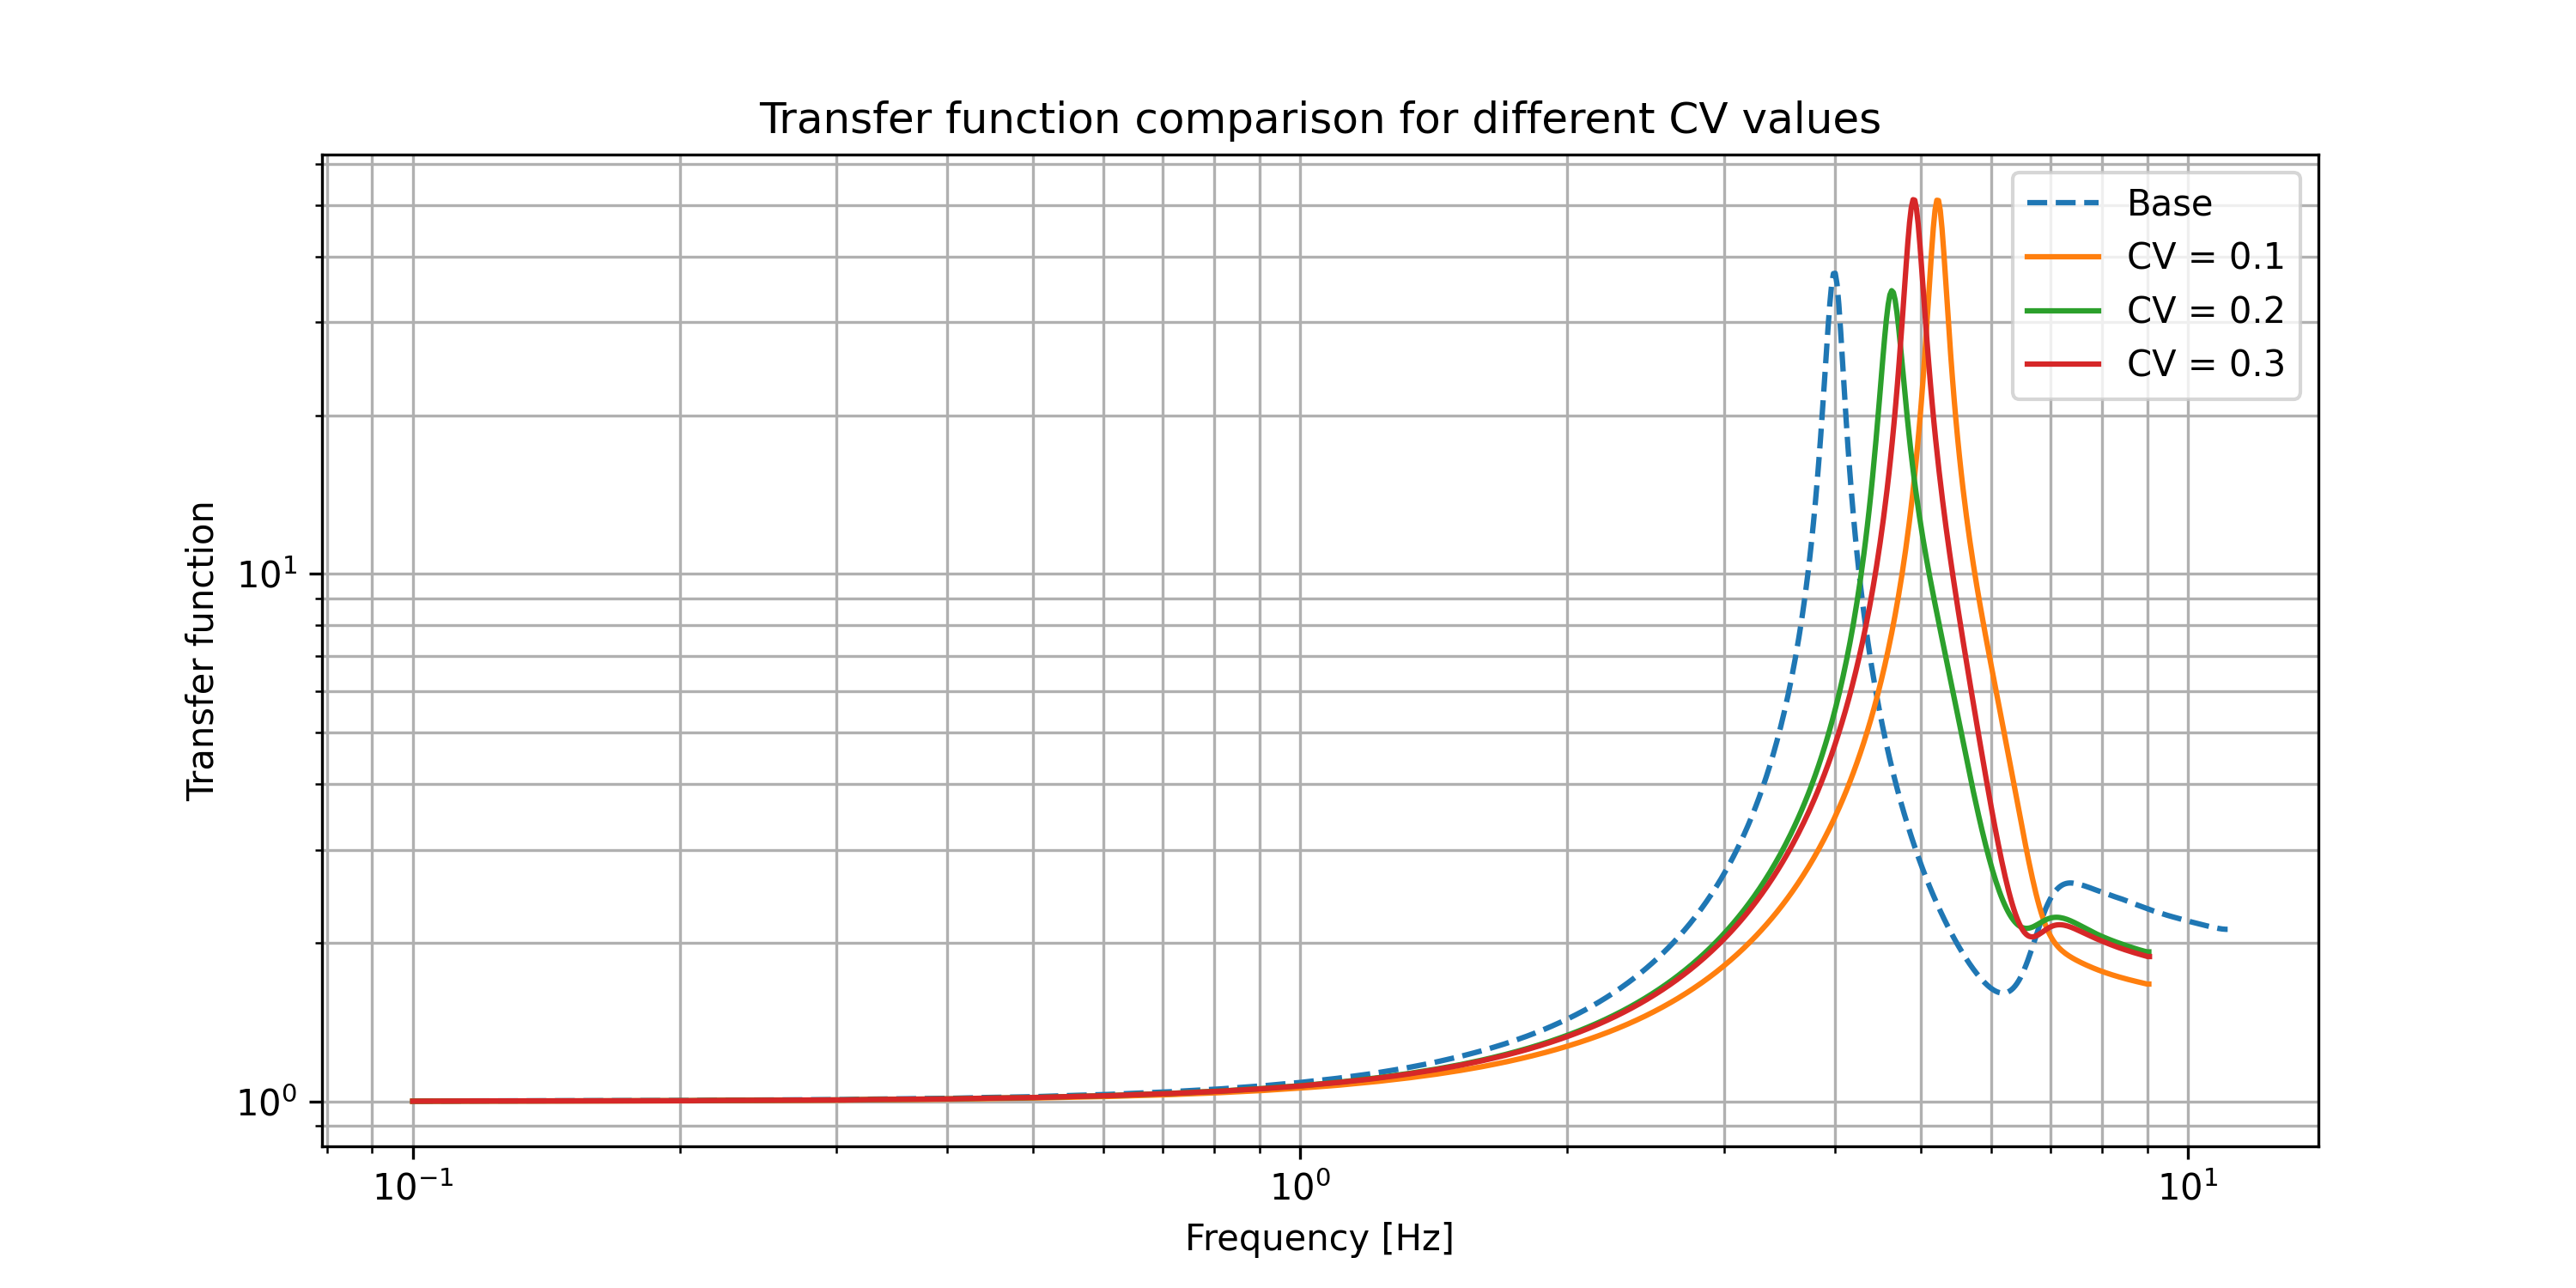 Transfer function comparison for different CV values
Base
CV = 0.1
CV = 0.2
CV = 0.3
Transfer function
10¹
10⁰
10⁻¹
10⁰
10¹
Frequency [Hz]